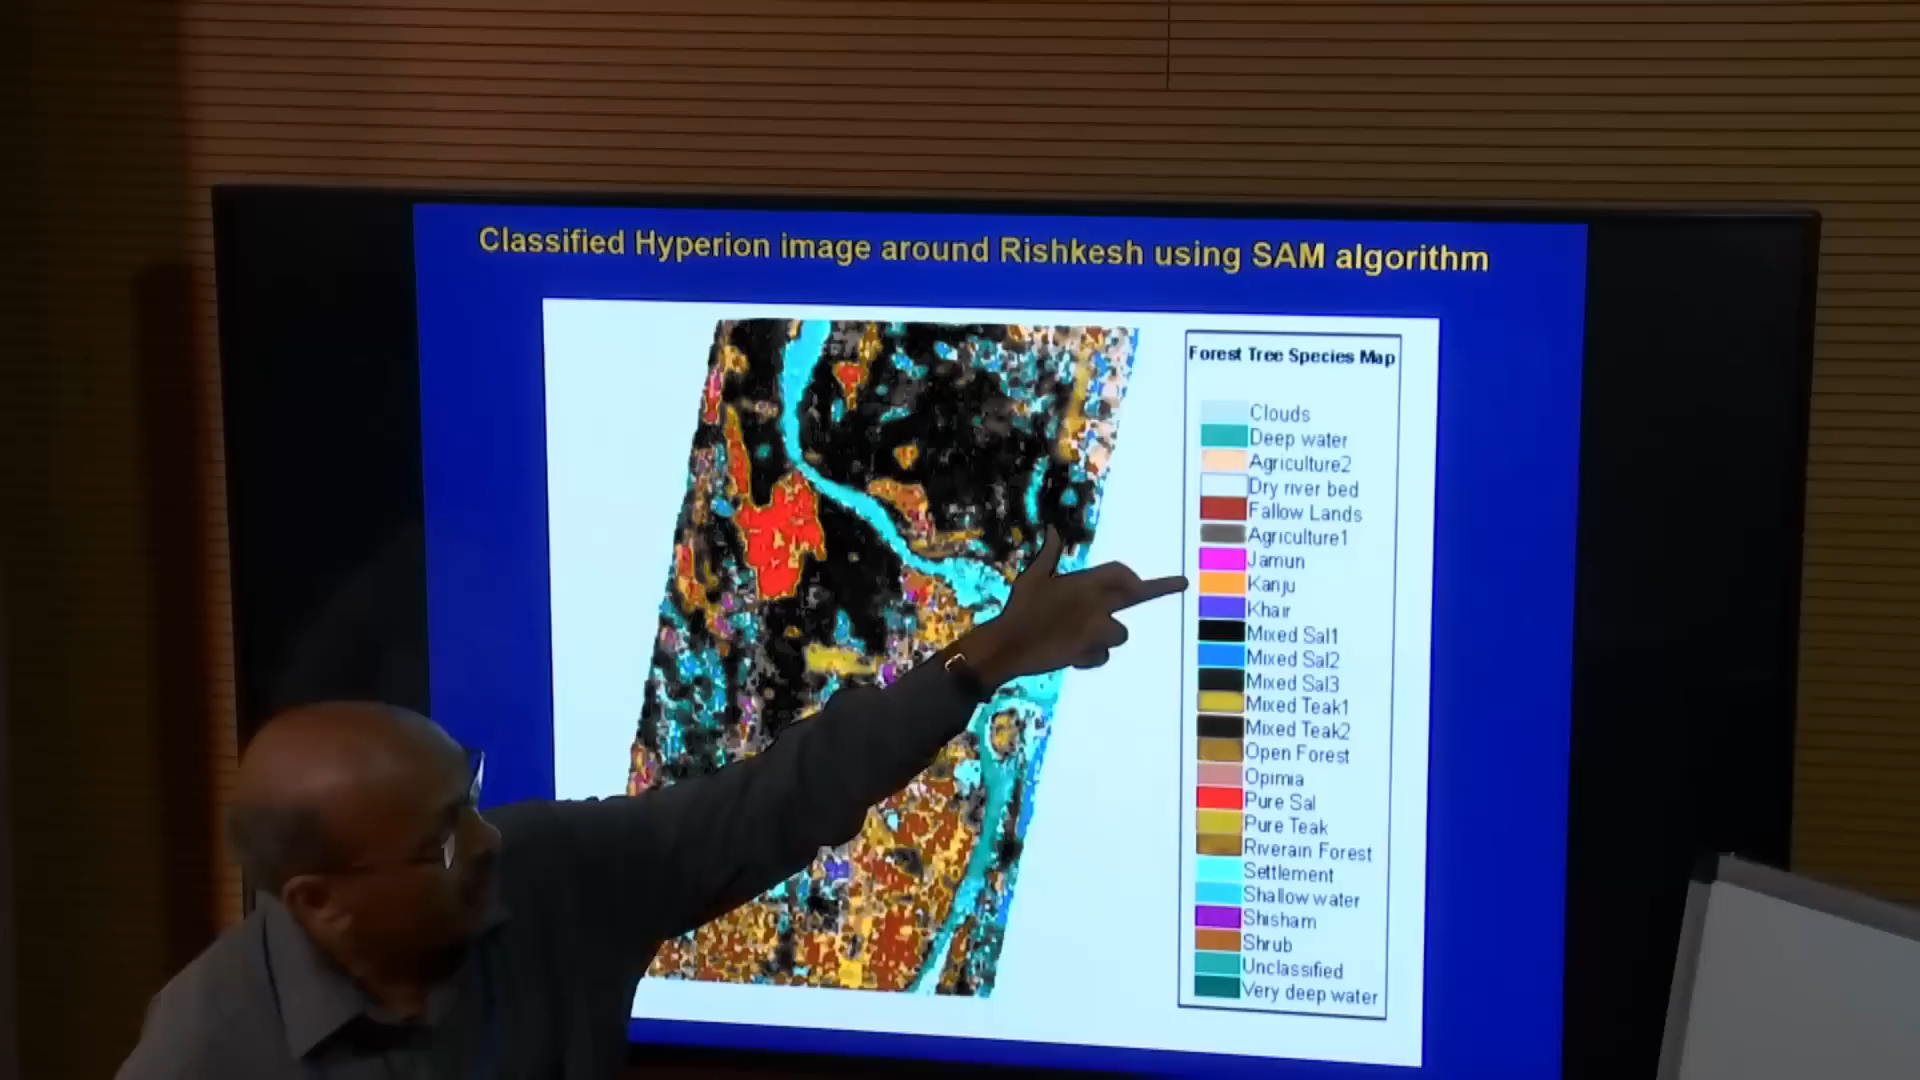 Classified Hyperion image around Rishkesh using SAM algorithm
Forest Tree Species Map
Clouds
Deep water
Agriculture2
Dry river bed
Fallow Lands
Agriculture1
Jamun
Kanju
Khair
Mixed Sal1
Mixed Sal2
Mixed Sal3
Mixed Teak1
Mixed Teak2
Open Forest
Opimia
Pure Sal
Pure Teak
Riverain Forest
Settlement
Shallow water
Shisham
Shrub
Unclassified
Very deep water